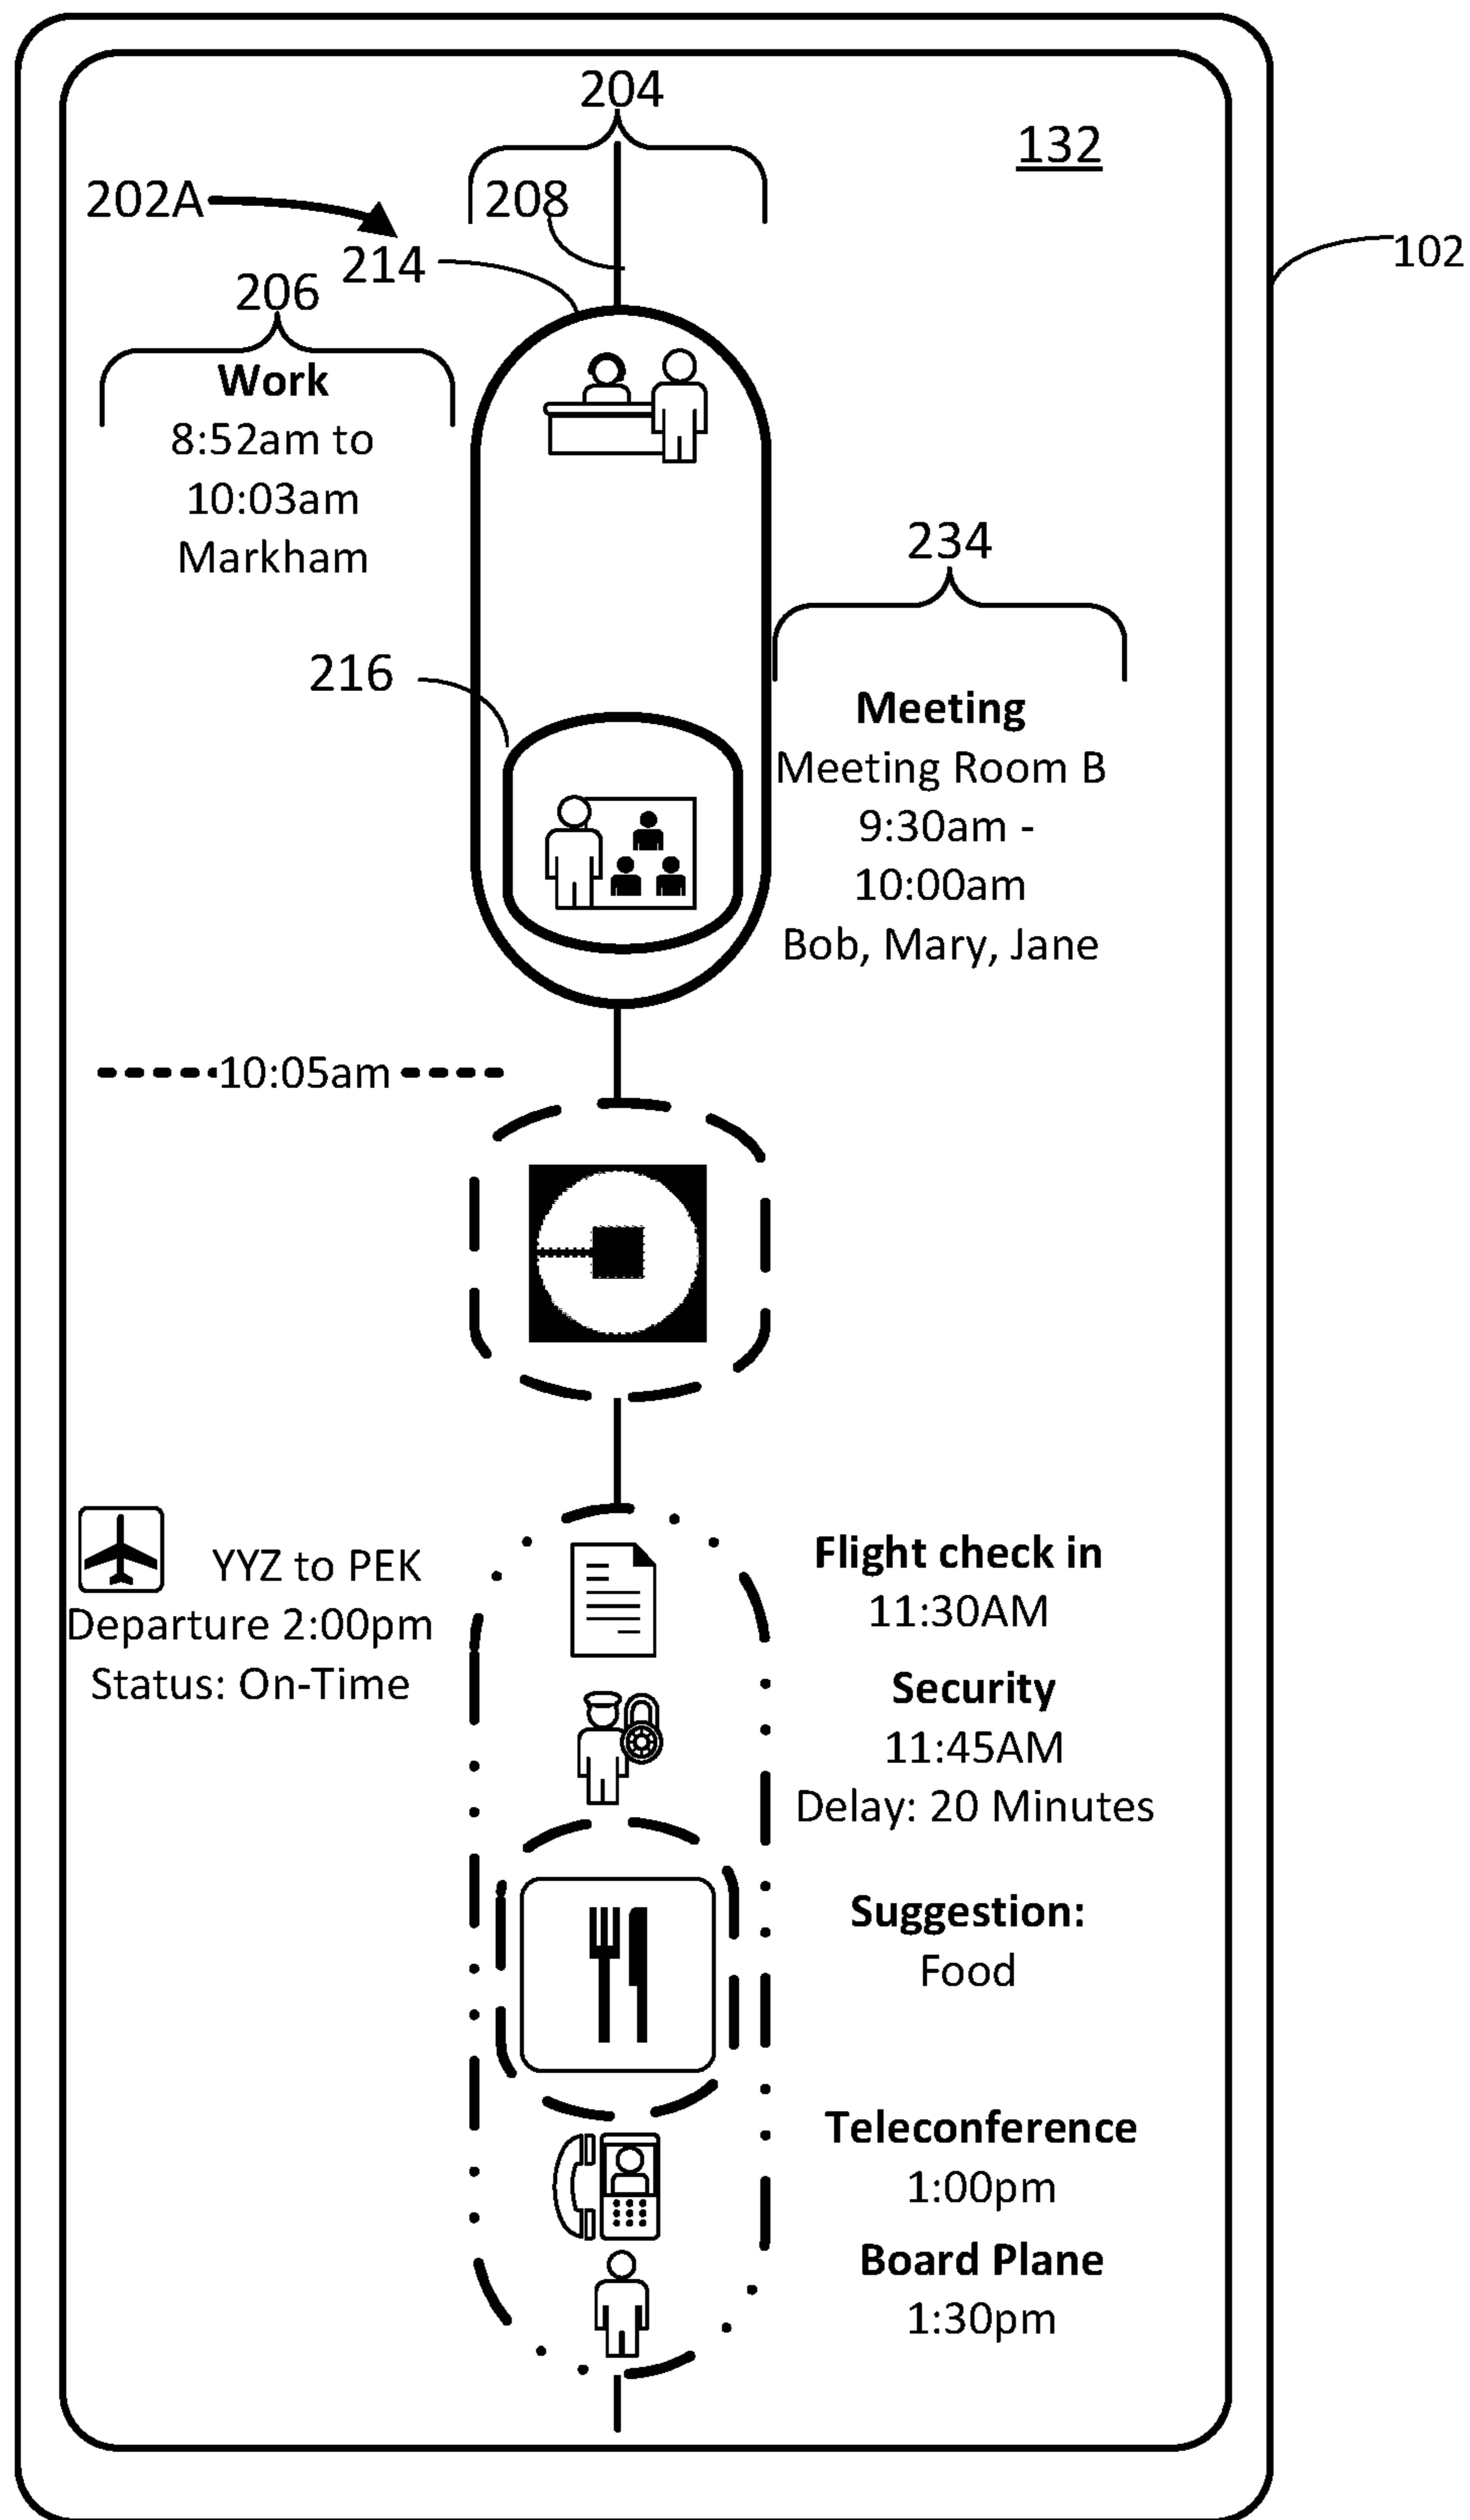 204
132
202A
208
102
214
206
Work
8:52am to
10:03am
Markham
234
216
Meeting
Meeting Room B
9:30am -
10:00am
Bob, Mary, Jane
10:05am
YYZ to PEK
Departure 2:00pm
Status: On-Time
Flight check in
11:30AM
Security
11:45AM
Delay: 20 Minutes
Suggestion:
Food
Teleconference
1:00pm
Board Plane
1:30pm